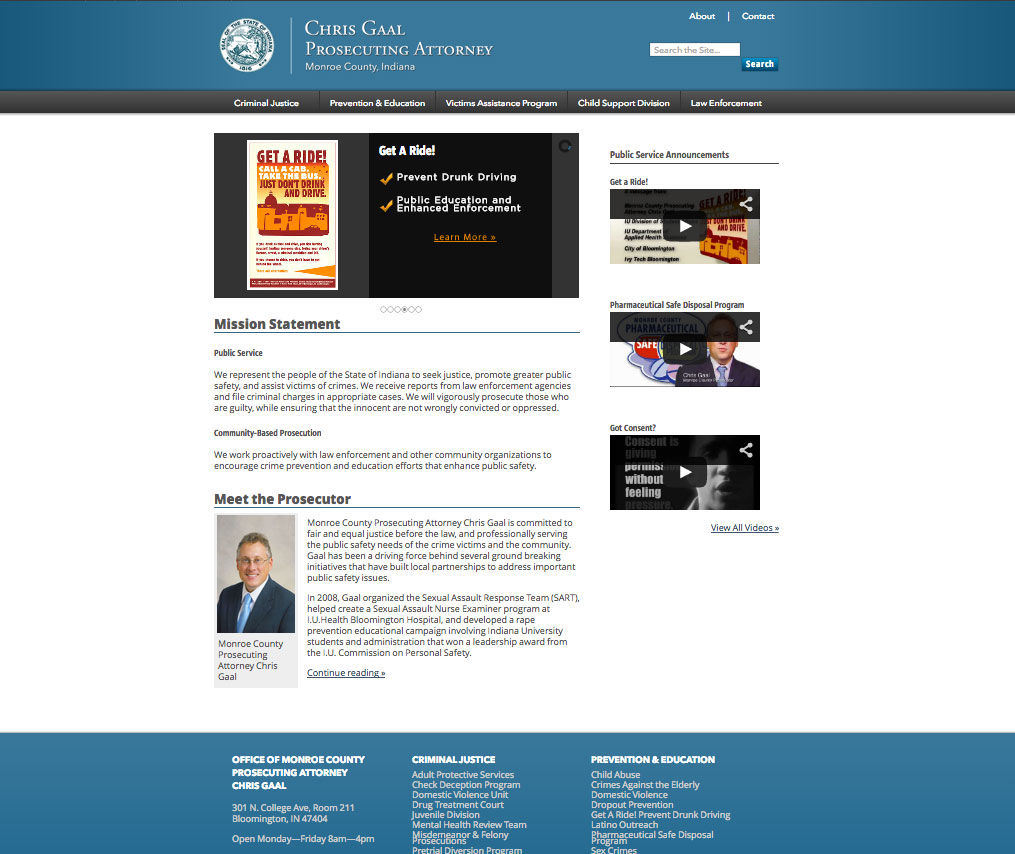 About | Contact
SEAL OF THE STATE OF INDIANA
1816
CHRIS GAAL
PROSECUTING ATTORNEY
Monroe County, Indiana
Search the Site...
Search
Criminal Justice
Prevention & Education
Victims Assistance Program
Child Support Division
Law Enforcement
GET A RIDE!
CALL A CAB.
TAKE THE BUS.
JUST DON'T DRINK
AND DRIVE.
Get A Ride!
Prevent Drunk Driving
Public Education and
Enhanced Enforcement
Learn More »
Mission Statement
Public Service
We represent the people of the State of Indiana to seek justice, promote greater public
safety, and assist victims of crimes. We receive reports from law enforcement agencies
and file criminal charges in appropriate cases. We will vigorously prosecute those who
are guilty, while ensuring that the innocent are not wrongly convicted or oppressed.
Community-Based Prosecution
We work proactively with law enforcement and other community organizations to
encourage crime prevention and education efforts that enhance public safety.
Meet the Prosecutor
Monroe County
Prosecuting
Attorney Chris
Gaal
Monroe County Prosecuting Attorney Chris Gaal is committed to
fair and equal justice before the law, and professionally serving
the public safety needs of the crime victims and the community.
Gaal has been a driving force behind several ground breaking
initiatives that have built local partnerships to address important
public safety issues.
In 2008, Gaal organized the Sexual Assault Response Team (SART),
helped create a Sexual Assault Nurse Examiner program at
I.U.Health Bloomington Hospital, and developed a rape
prevention educational campaign involving Indiana University
students and administration that won a leadership award from
the I.U. Commission on Personal Safety.
Continue reading »
Public Service Announcements
Get a Ride!
Monroe County Prosecuting
Attorney Chris Gaal
IU Division of
IU Department
Applied Health
City of Bloomington
Ivy Tech Bloomington
GET A RIDE!
JUST DON'T DRINK
AND DRIVE.
Pharmaceutical Safe Disposal Program
MONROE COUNTY
PHARMACEUTICAL
SAFE
Chris Gaal
Monroe County Prosecutor
Got Consent?
Consent is
giving
permis
without
feeling
pressure.
View All Videos »
OFFICE OF MONROE COUNTY
PROSECUTING ATTORNEY
CHRIS GAAL
301 N. College Ave, Room 211
Bloomington, IN 47404
Open Monday—Friday 8am—4pm
CRIMINAL JUSTICE
Adult Protective Services
Check Deception Program
Domestic Violence Unit
Drug Treatment Court
Juvenile Division
Mental Health Review Team
Misdemeanor & Felony
Prosecutions
Pretrial Diversion Program
PREVENTION & EDUCATION
Child Abuse
Crimes Against the Elderly
Domestic Violence
Dropout Prevention
Get A Ride! Prevent Drunk Driving
Latino Outreach
Pharmaceutical Safe Disposal
Program
Sex Crimes